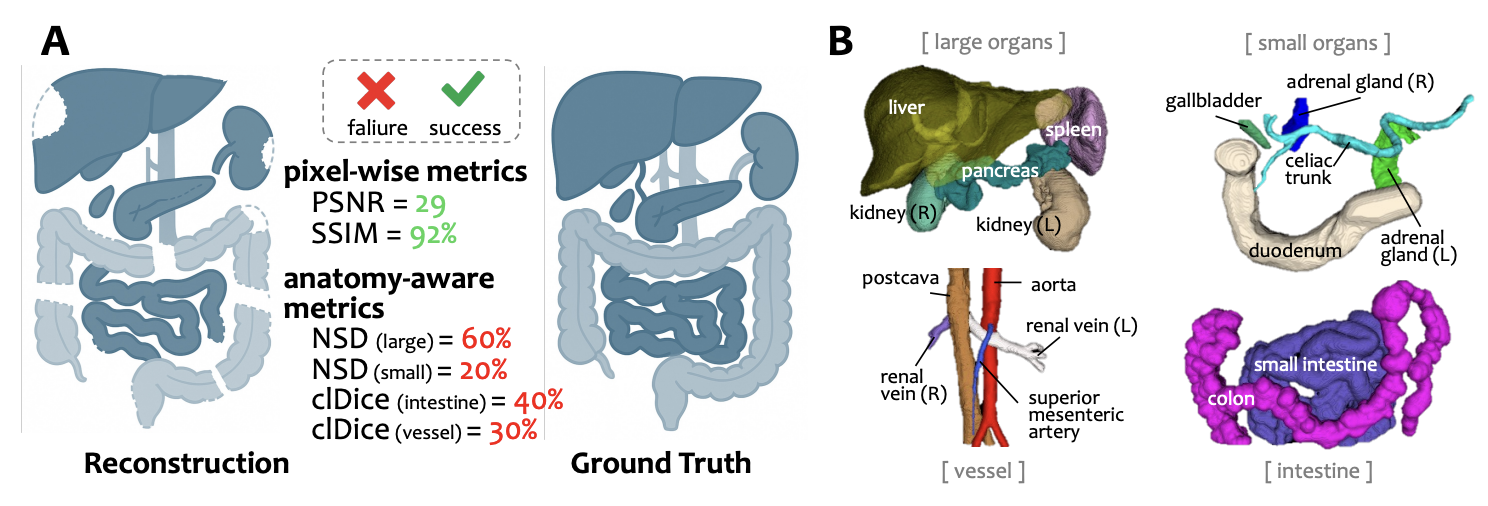 A
faliure success
pixel-wise metrics
PSNR = 29
SSIM = 92%
anatomy-aware
metrics
NSD (large) = 60%
NSD (small) = 20%
clDice (intestine) = 40%
clDice (vessel) = 30%
Reconstruction
Ground Truth
B
[ large organs ]
liver
spleen
pancreas
kidney (R)
kidney (L)
[ small organs ]
adrenal gland (R)
gallbladder
celiac
trunk
duodenum
adrenal
gland (L)
postcava
aorta
renal vein (L)
renal
vein (R)
superior
mesenteric
artery
[ vessel ]
small intestine
colon
[ intestine ]